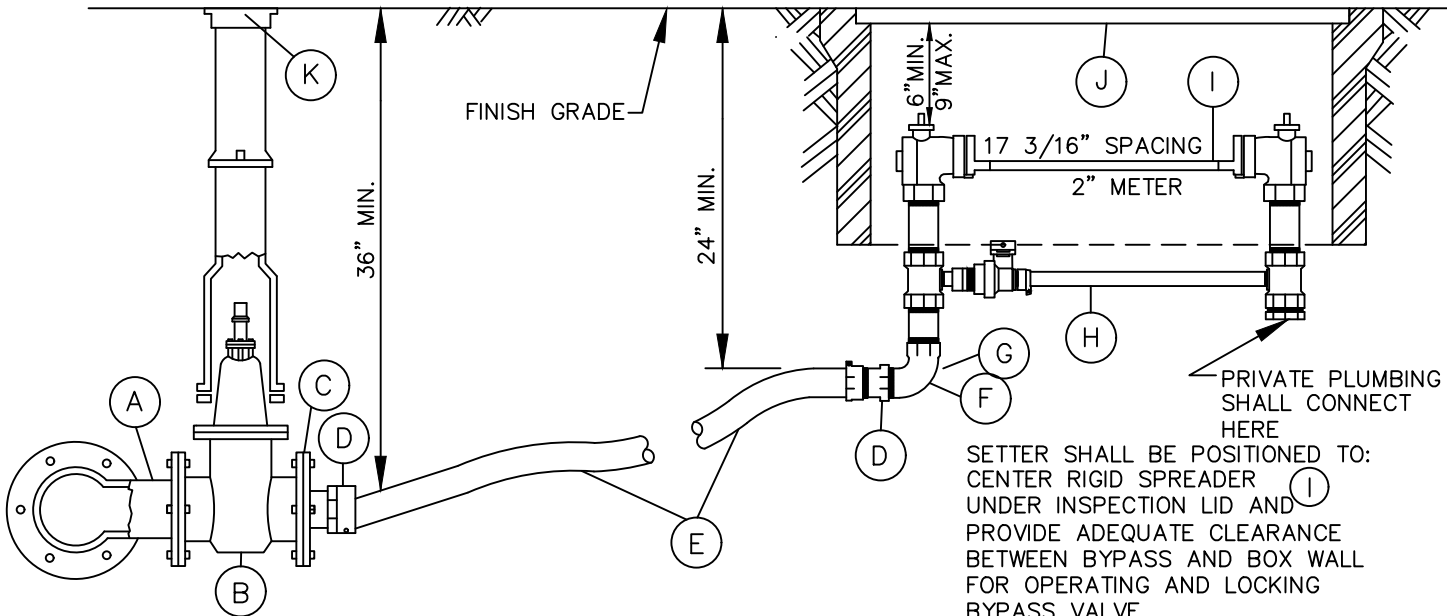 K
FINISH GRADE
36" MIN.
24" MIN.
6"MIN.
9"MAX.
J
I
17 3/16" SPACING
2" METER
A
C
D
B
E
D
G
F
H
PRIVATE PLUMBING
SHALL CONNECT
HERE
SETTER SHALL BE POSITIONED TO:
CENTER RIGID SPREADER I
UNDER INSPECTION LID AND
PROVIDE ADEQUATE CLEARANCE
BETWEEN BYPASS AND BOX WALL
FOR OPERATING AND LOCKING
BYPASS VALVE